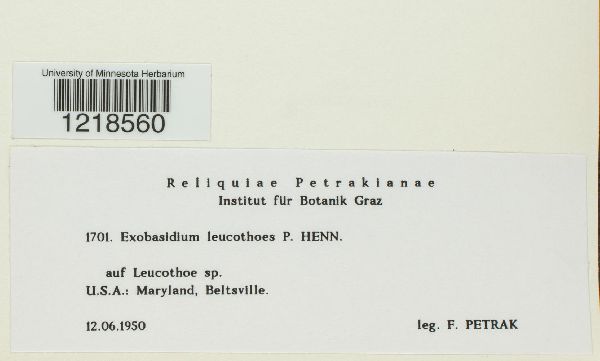 University of Minnesota Herbarium
1218560
Reliquiae Petrakianae
Institut für Botanik Graz
1701. Exobasidium leucothoes P. HENN.
auf Leucothoe sp.
U.S.A.: Maryland, Beltsville.
12.06.1950 leg. F. PETRAK